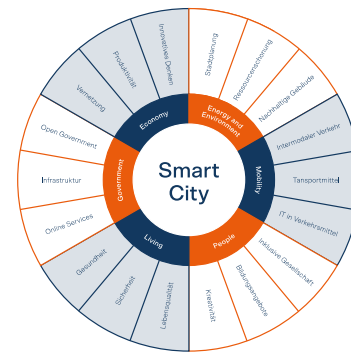 Smart
City
Energy and
Environment
Mobility
People
Living
Government
Economy
Stadtplanung
Ressourcenschonung
Nachhaltige Gebäude
Intermodaler Verkehr
Tansportmittel
IT in Verkehrsmittel
Inklusive Gesellschaft
Bildungsangebote
Kreativität
Lebensqualität
Sicherheit
Gesundheit
Online Services
Infrastruktur
Open Government
Vernetzung
Produktivität
Innovatives Denken